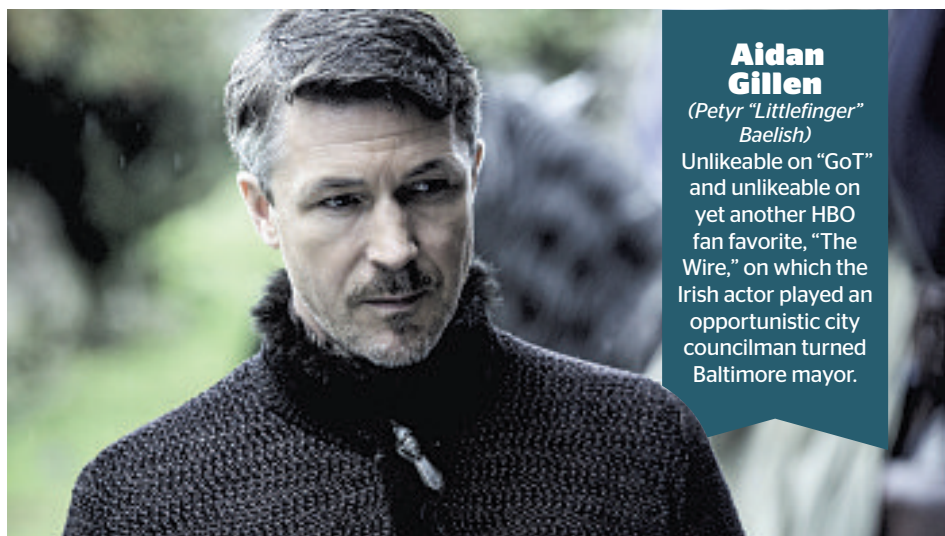 Aidan
Gillen
(Petyr “Littlefinger”
Baelish)
Unlikeable on “GoT”
and unlikeable on
yet another HBO
fan favorite, “The
Wire,” on which the
Irish actor played an
opportunistic city
councilman turned
Baltimore mayor.